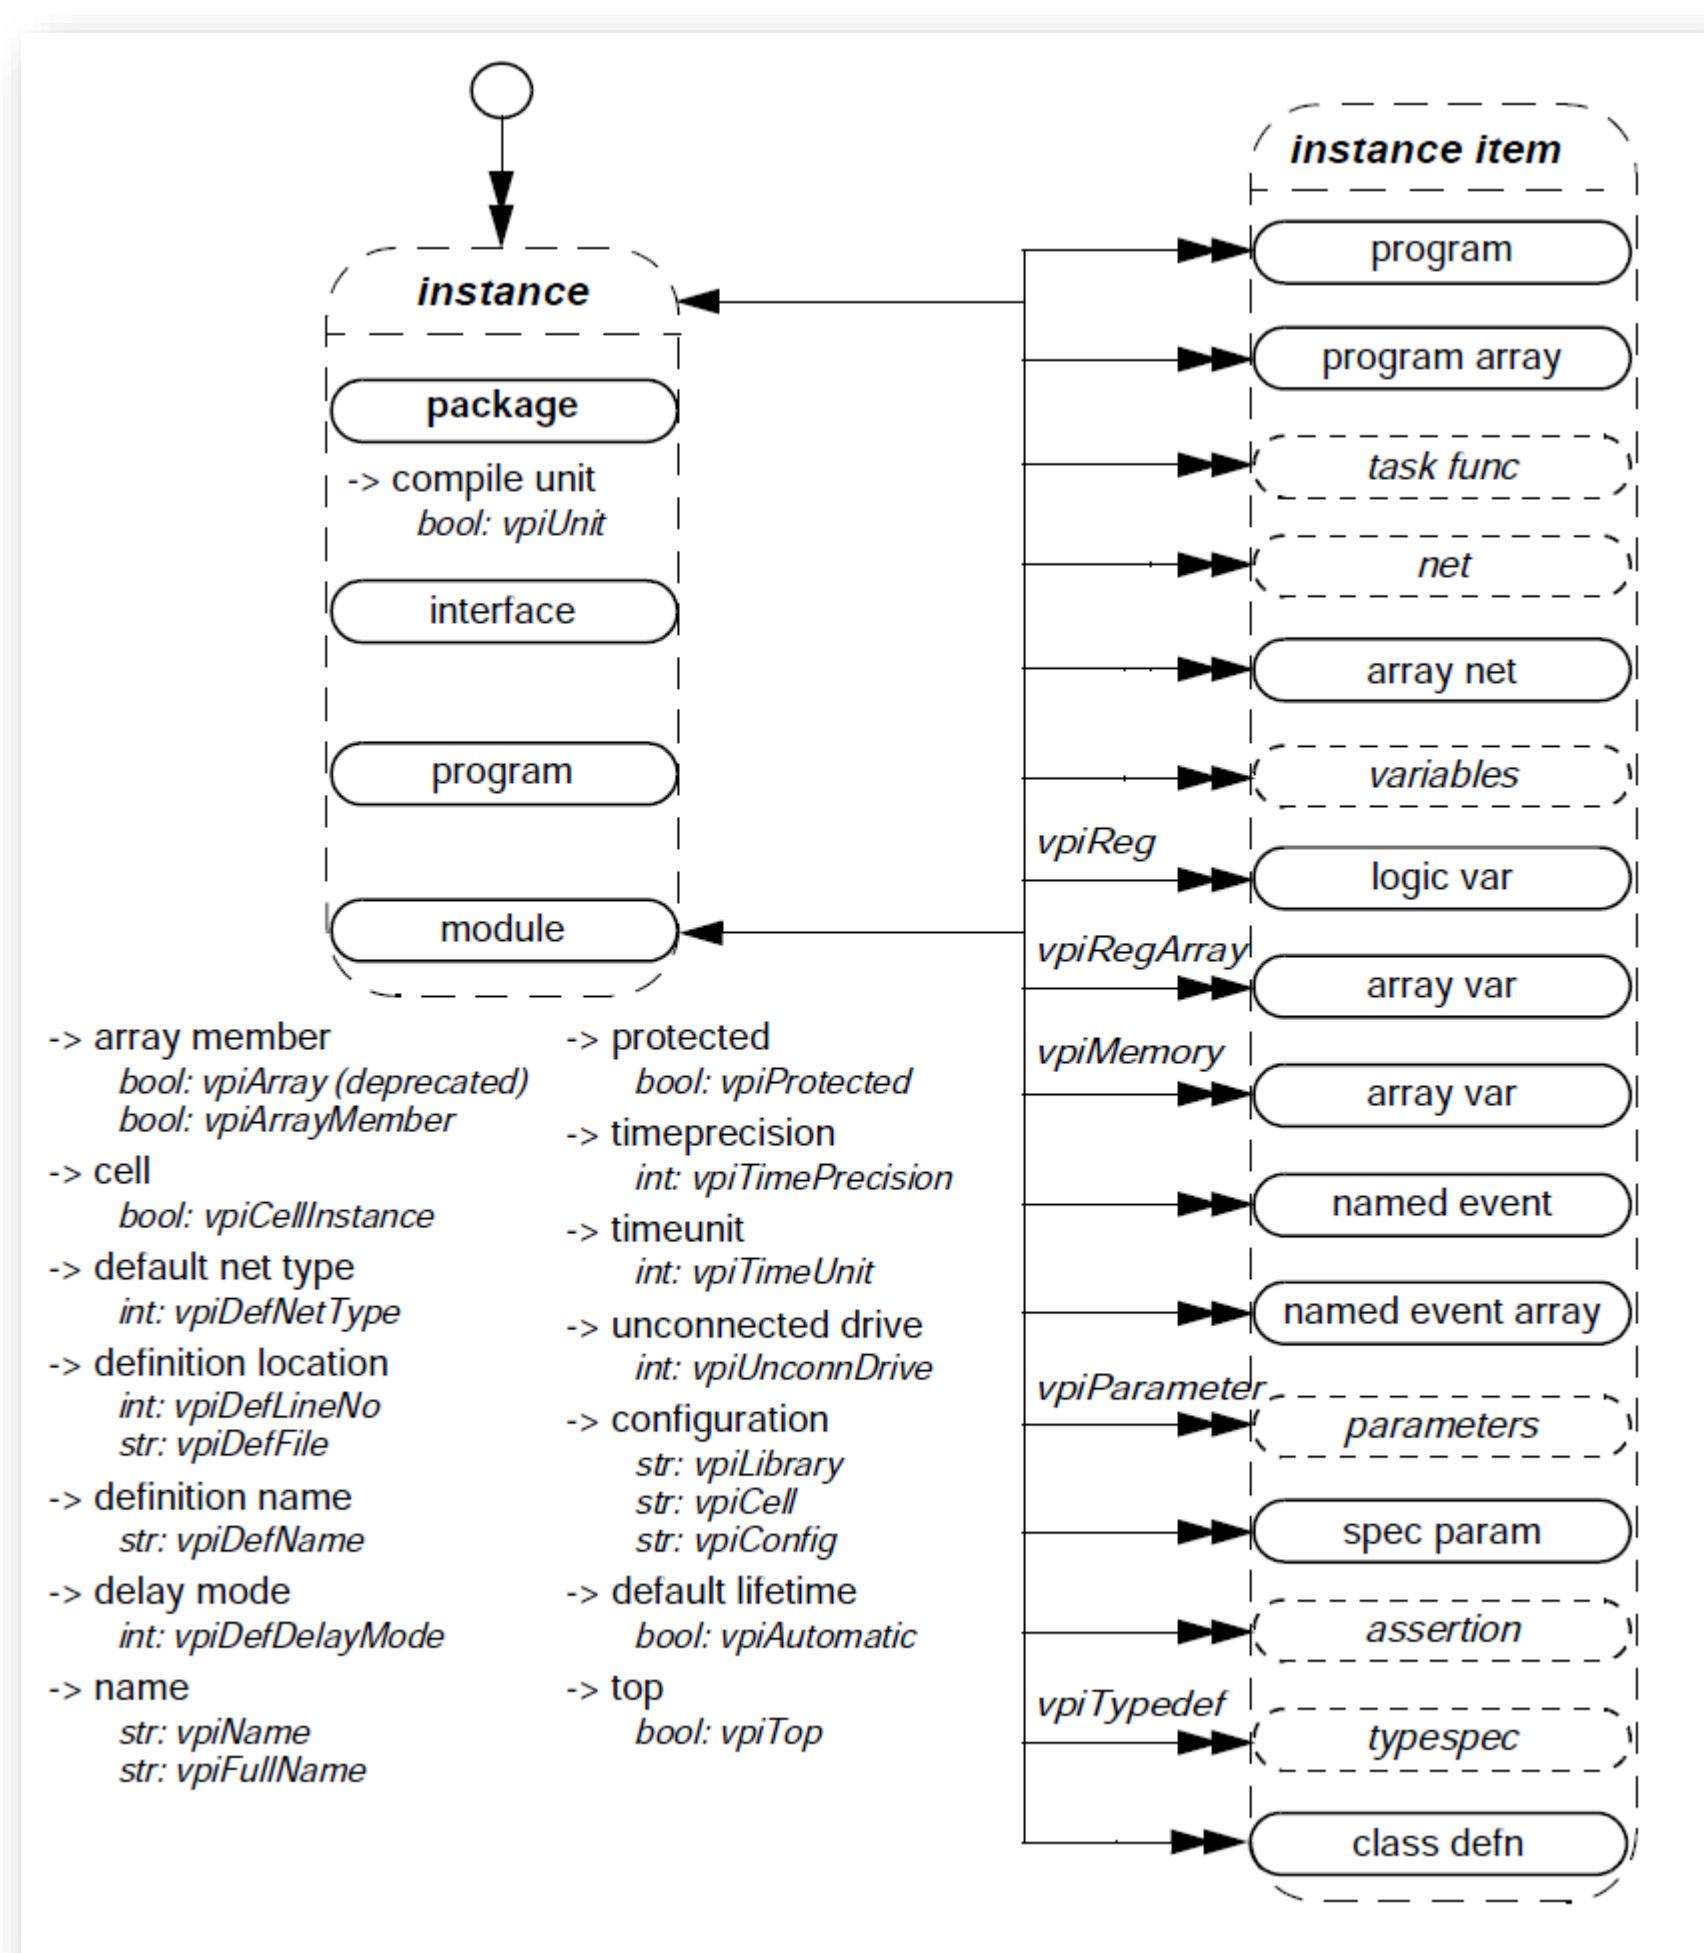 instance
package
-> compile unit
bool: vpiUnit
interface
program
module
-> array member
bool: vpiArray (deprecated)
bool: vpiArrayMember
-> cell
bool: vpiCellInstance
-> default net type
int: vpiDefNetType
-> definition location
int: vpiDefLineNo
str: vpiDefFile
-> definition name
str: vpiDefName
-> delay mode
int: vpiDefDelayMode
-> name
str: vpiName
str: vpiFullName
-> protected
bool: vpiProtected
-> timeprecision
int: vpiTimePrecision
-> timeunit
int: vpiTimeUnit
-> unconnected drive
int: vpiUnconnDrive
-> configuration
str: vpiLibrary
str: vpiCell
str: vpiConfig
-> default lifetime
bool: vpiAutomatic
-> top
bool: vpiTop
instance item
program
program array
task func
net
array net
variables
vpiReg
logic var
vpiRegArray
array var
vpiMemory
array var
named event
named event array
vpiParameter
parameters
spec param
assertion
vpiTypedef
typespec
class defn